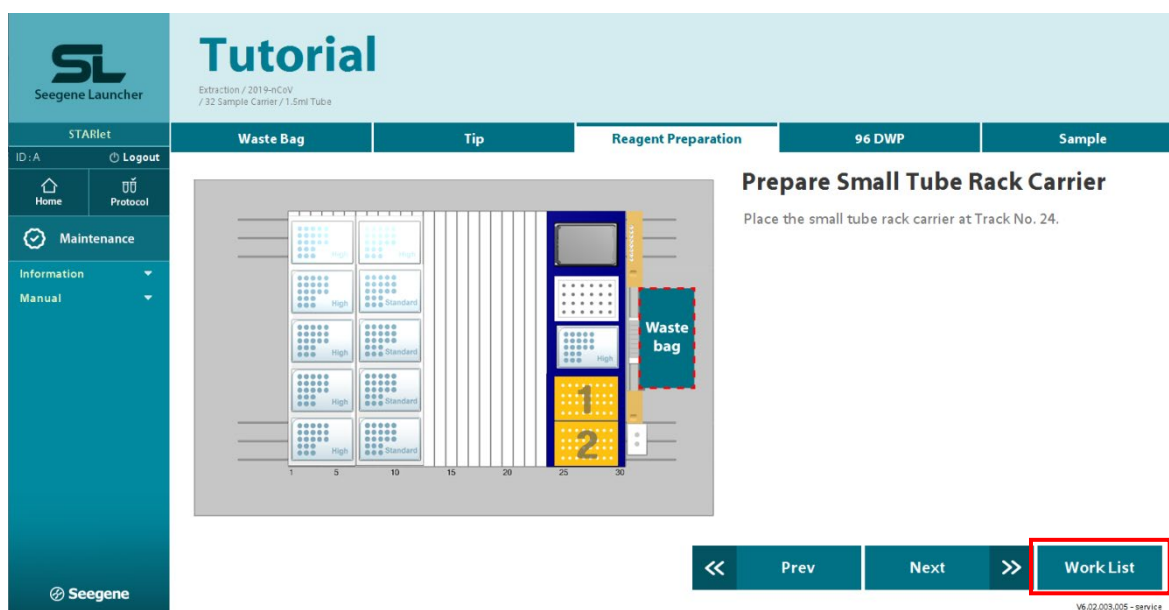 SL
Seegene Launcher
Tutorial
Extraction / 2019-nCoV
/ 32 Sample Carrier / 1.5ml Tube
STARlet
ID : A
Logout
Home
Protocol
Maintenance
Information
Manual
Seegene
Waste Bag
Tip
Reagent Preparation
96 DWP
Sample
High
High
High
Standard
High
Standard
High
High
Standard
High
Standard
1
2
Waste
bag
1 5 10 15 20 25 30
Prepare Small Tube Rack Carrier
Place the small tube rack carrier at Track No. 24.
Prev
Next
Work List
V6.02.003.005 - service